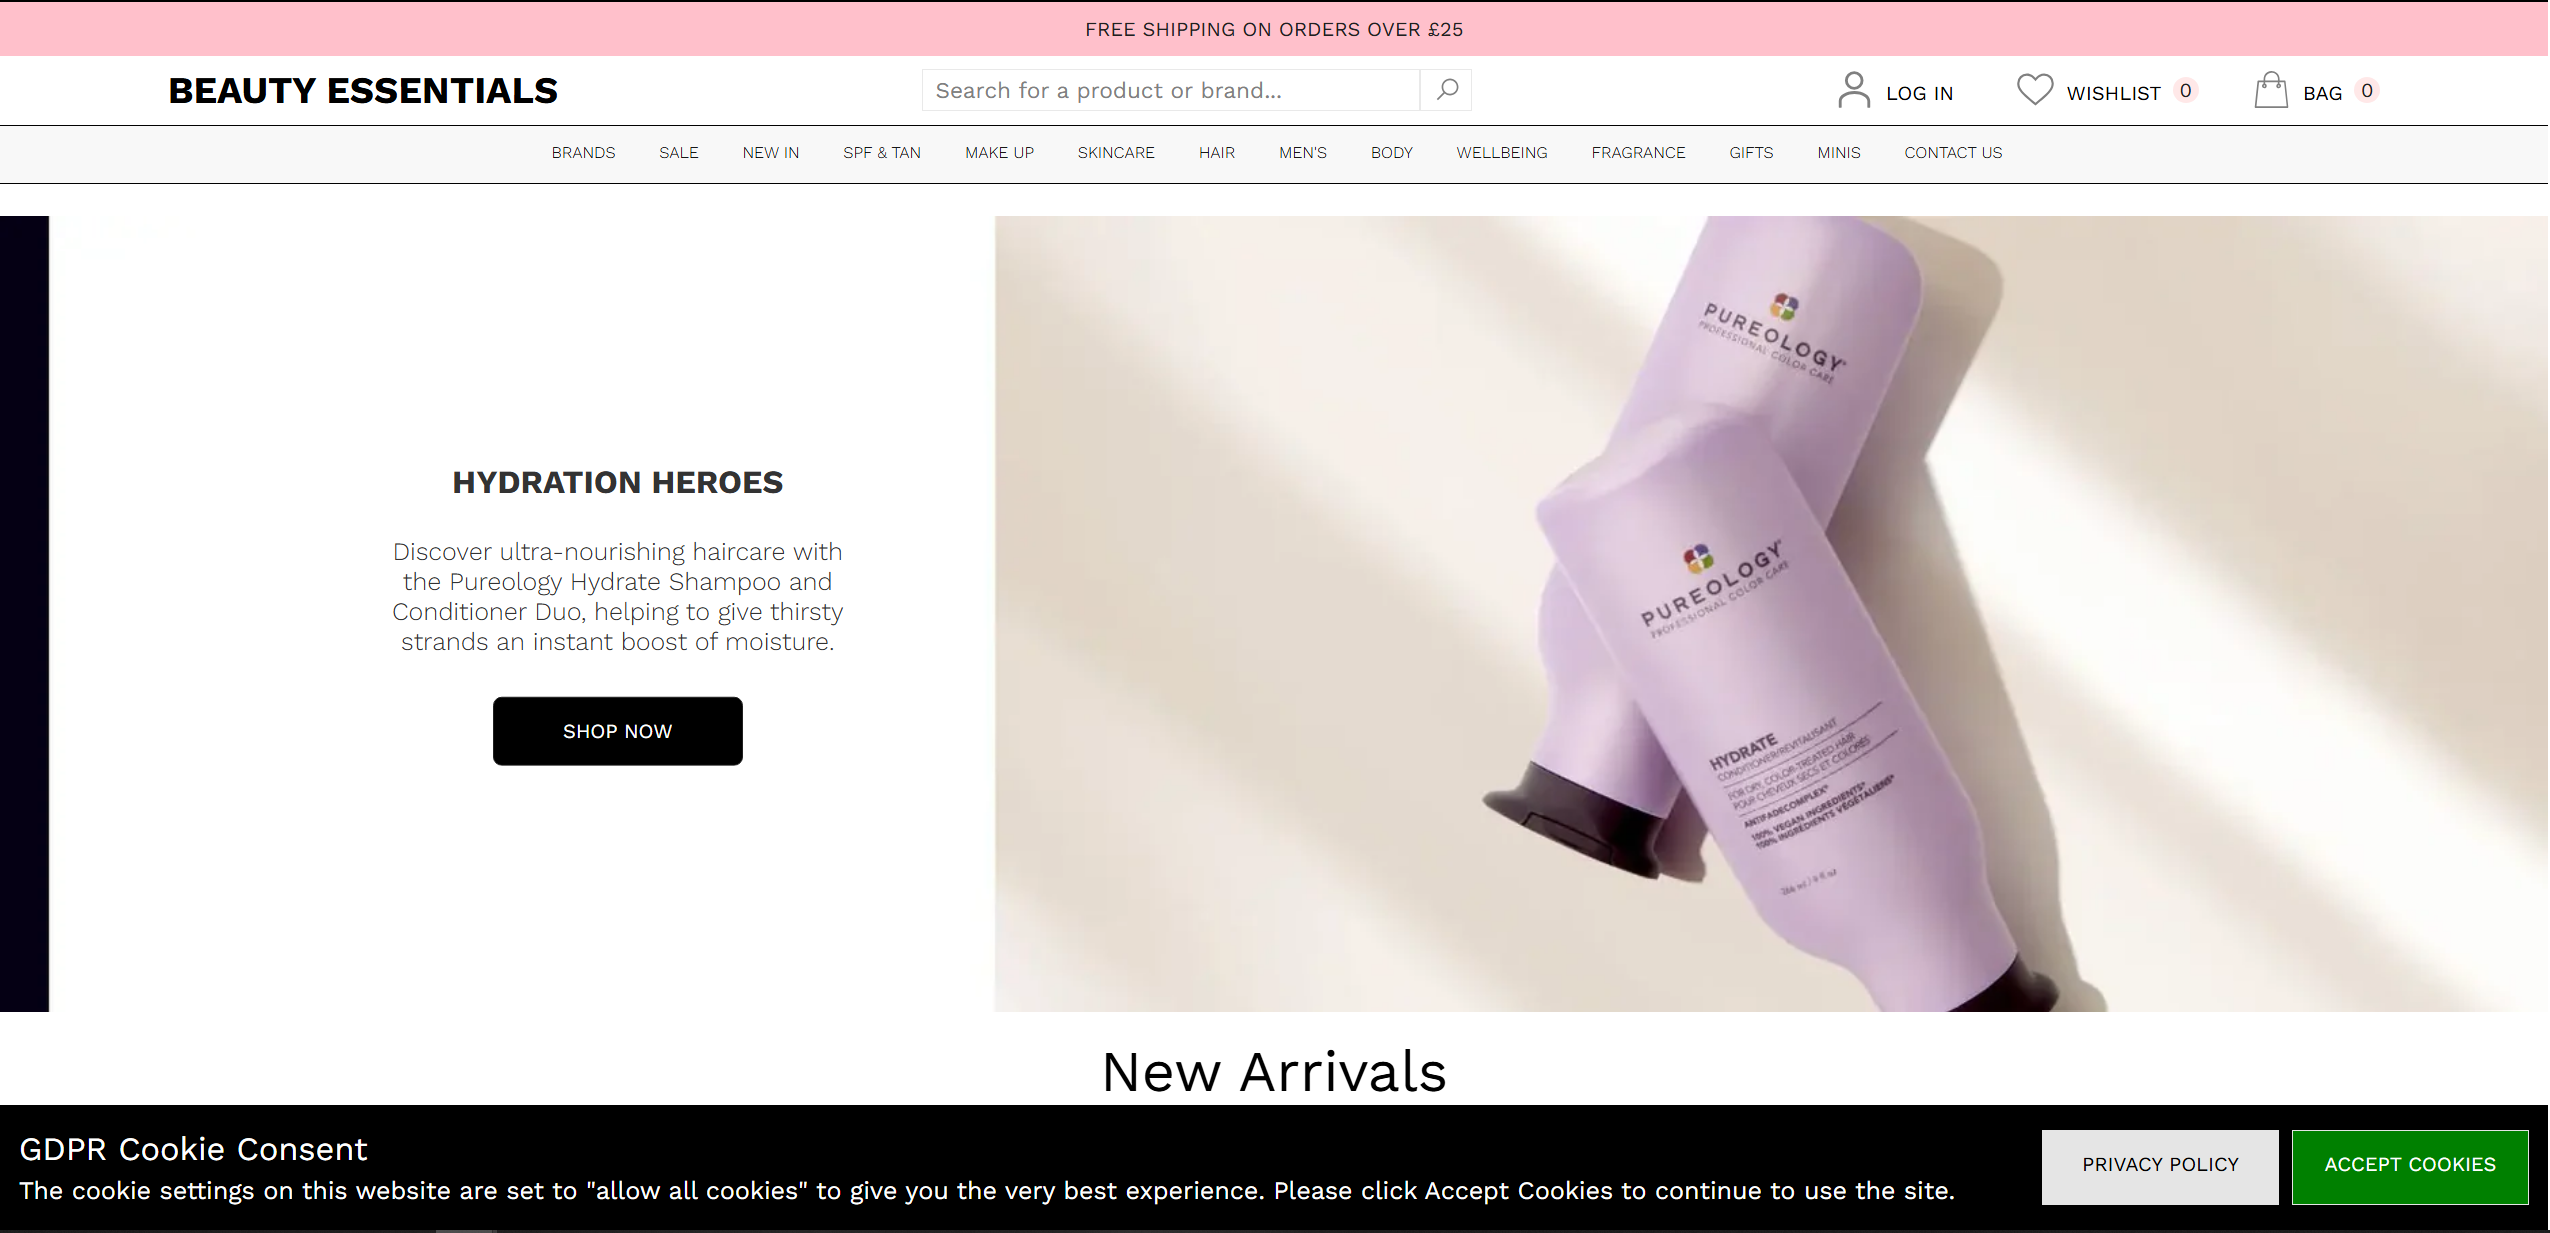 FREE SHIPPING ON ORDERS OVER £25
BEAUTY ESSENTIALS
Search for a product or brand...
LOG IN
WISHLIST 0
BAG 0
BRANDS SALE NEW IN SPF & TAN MAKE UP SKINCARE HAIR MEN'S BODY WELLBEING FRAGRANCE GIFTS MINIS CONTACT US
HYDRATION HEROES
Discover ultra-nourishing haircare with
the Pureology Hydrate Shampoo and
Conditioner Duo, helping to give thirsty
strands an instant boost of moisture.
SHOP NOW
PUREOLOGY
PROFESSIONAL COLOR CARE
PUREOLOGY
PROFESSIONAL COLOR CARE
HYDRATE
CONDITIONER/REVITALISANT
FOR DRY, COLOR-TREATED HAIR
POUR CHEVEUX SECS ET COLORÉS
ANTIFADECOMPLEX®
100% VEGAN INGREDIENTS*
100% INGRÉDIENTS VÉGÉTALIENS*
New Arrivals
GDPR Cookie Consent
The cookie settings on this website are set to "allow all cookies" to give you the very best experience. Please click Accept Cookies to continue to use the site.
PRIVACY POLICY
ACCEPT COOKIES